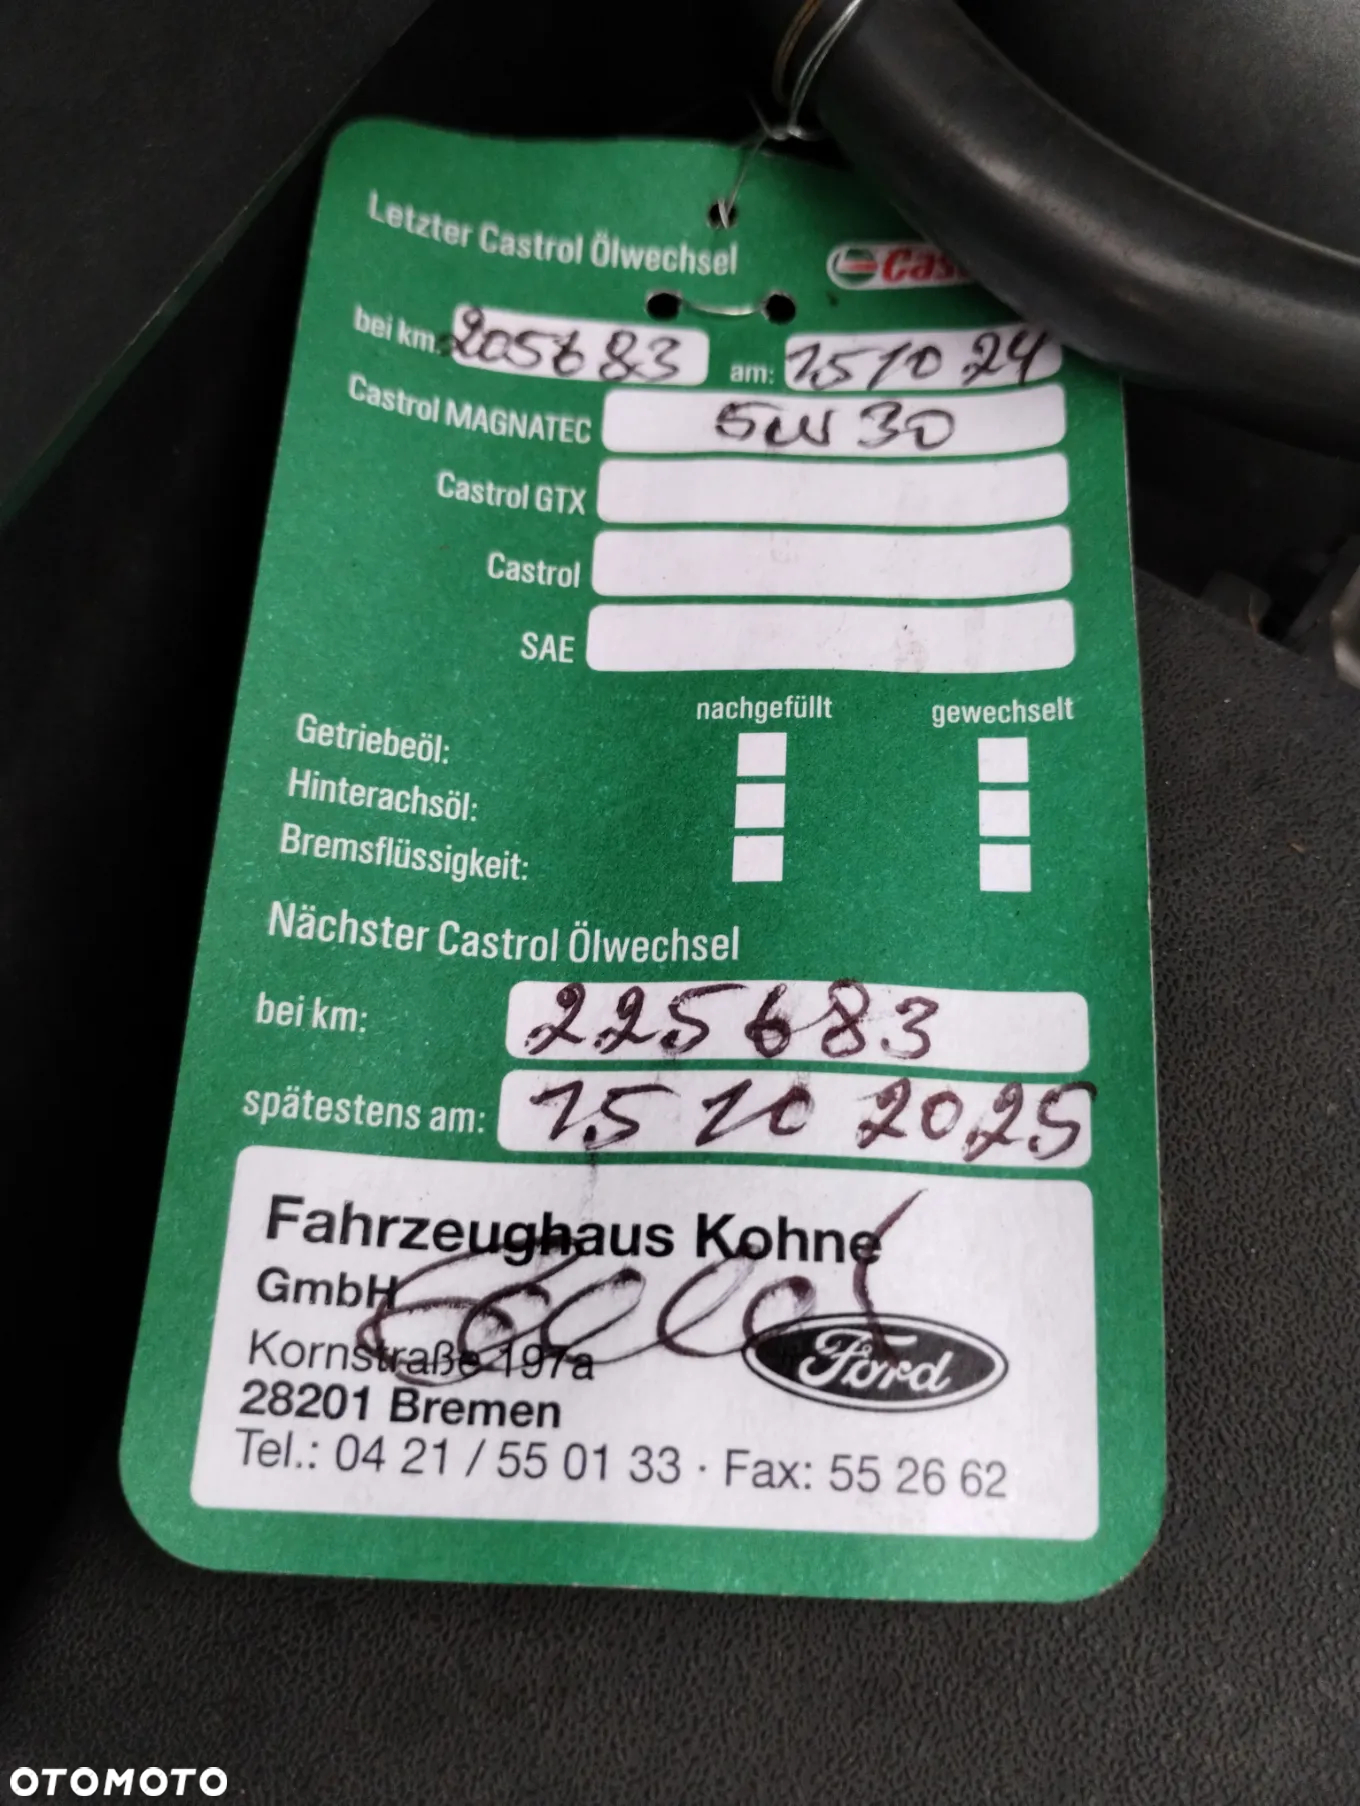 Letzter Castrol Ölwechsel
bei km: 205683 am: 15 10 24
Castrol MAGNATEC 5W 30
Castrol GTX
Castrol
SAE
nachgefüllt gewechselt
Getriebeöl:
Hinterachsöl:
Bremsflüssigkeit:
Nächster Castrol Ölwechsel
bei km: 225683
spätestens am: 15 10 2025
Fahrzeughaus Kohne
GmbH
Kornstraße 197a
Ford
28201 Bremen
Tel.: 04 21 / 55 01 33 · Fax: 55 26 62
OTOMOTO